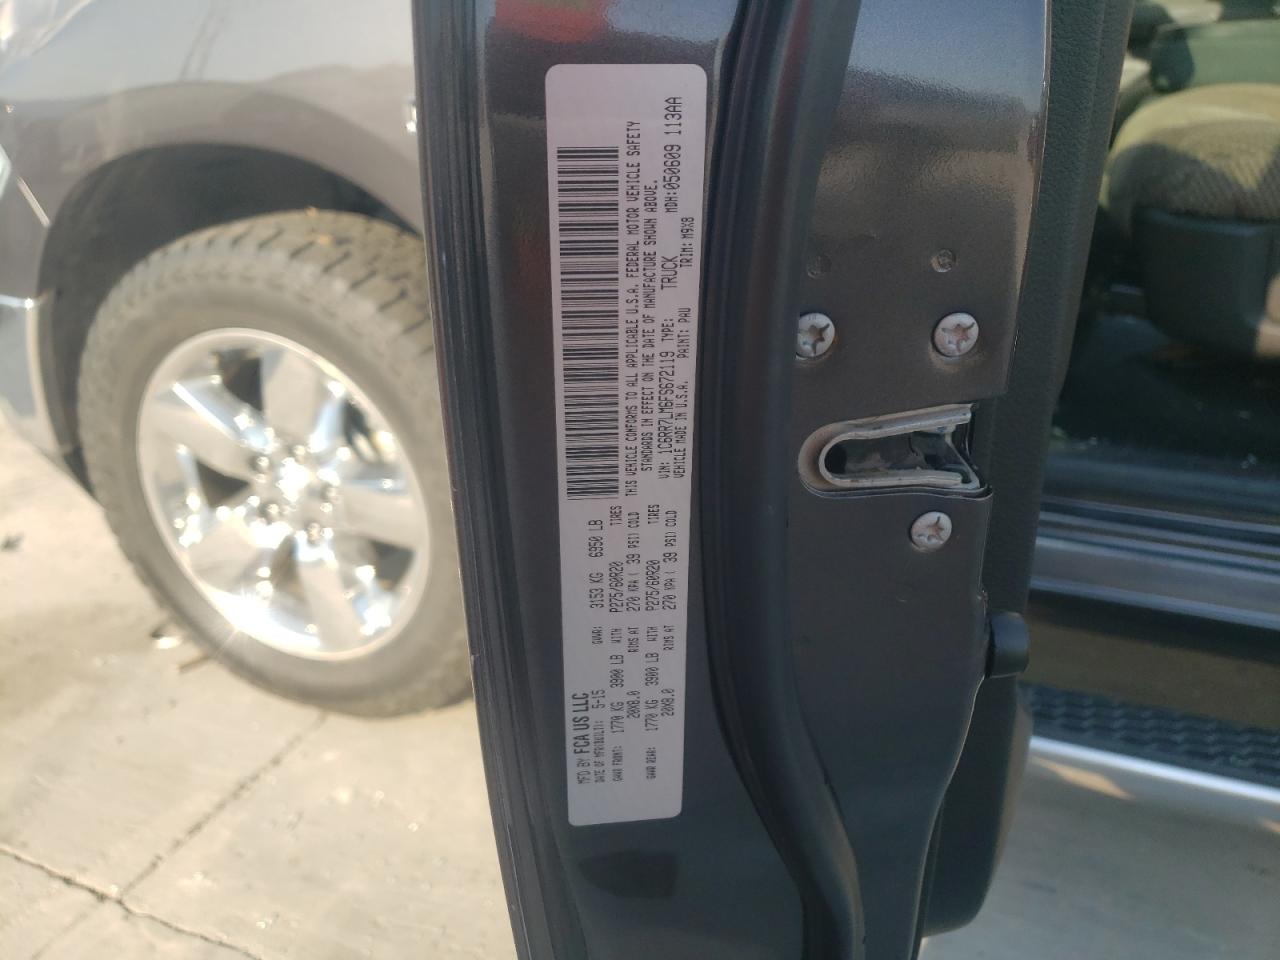 MFD BY FCA US LLC
DATE OF MFR(BUILT): 5-15 GVWR: 3153 KG 6950 LB
GAWR FRONT: 1770 KG 3900 LB WITH P275/60R20 TIRES THIS VEHICLE CONFORMS TO ALL APPLICABLE U.S.A. FEDERAL MOTOR VEHICLE SAFETY
20X8.0 RIMS AT 270 KPA ( 39 PSI) COLD STANDARDS IN EFFECT ON THE DATE OF MANUFACTURE SHOWN ABOVE.
GAWR REAR: 1770 KG 3900 LB WITH P275/60R20 TIRES VIN: 1C6RR7LM6FS672119 TYPE: TRUCK MDH:050609 113AA
20X8.0 RIMS AT 270 KPA ( 39 PSI) COLD VEHICLE MADE IN U.S.A. PAINT: PAU TRIM: M9X8